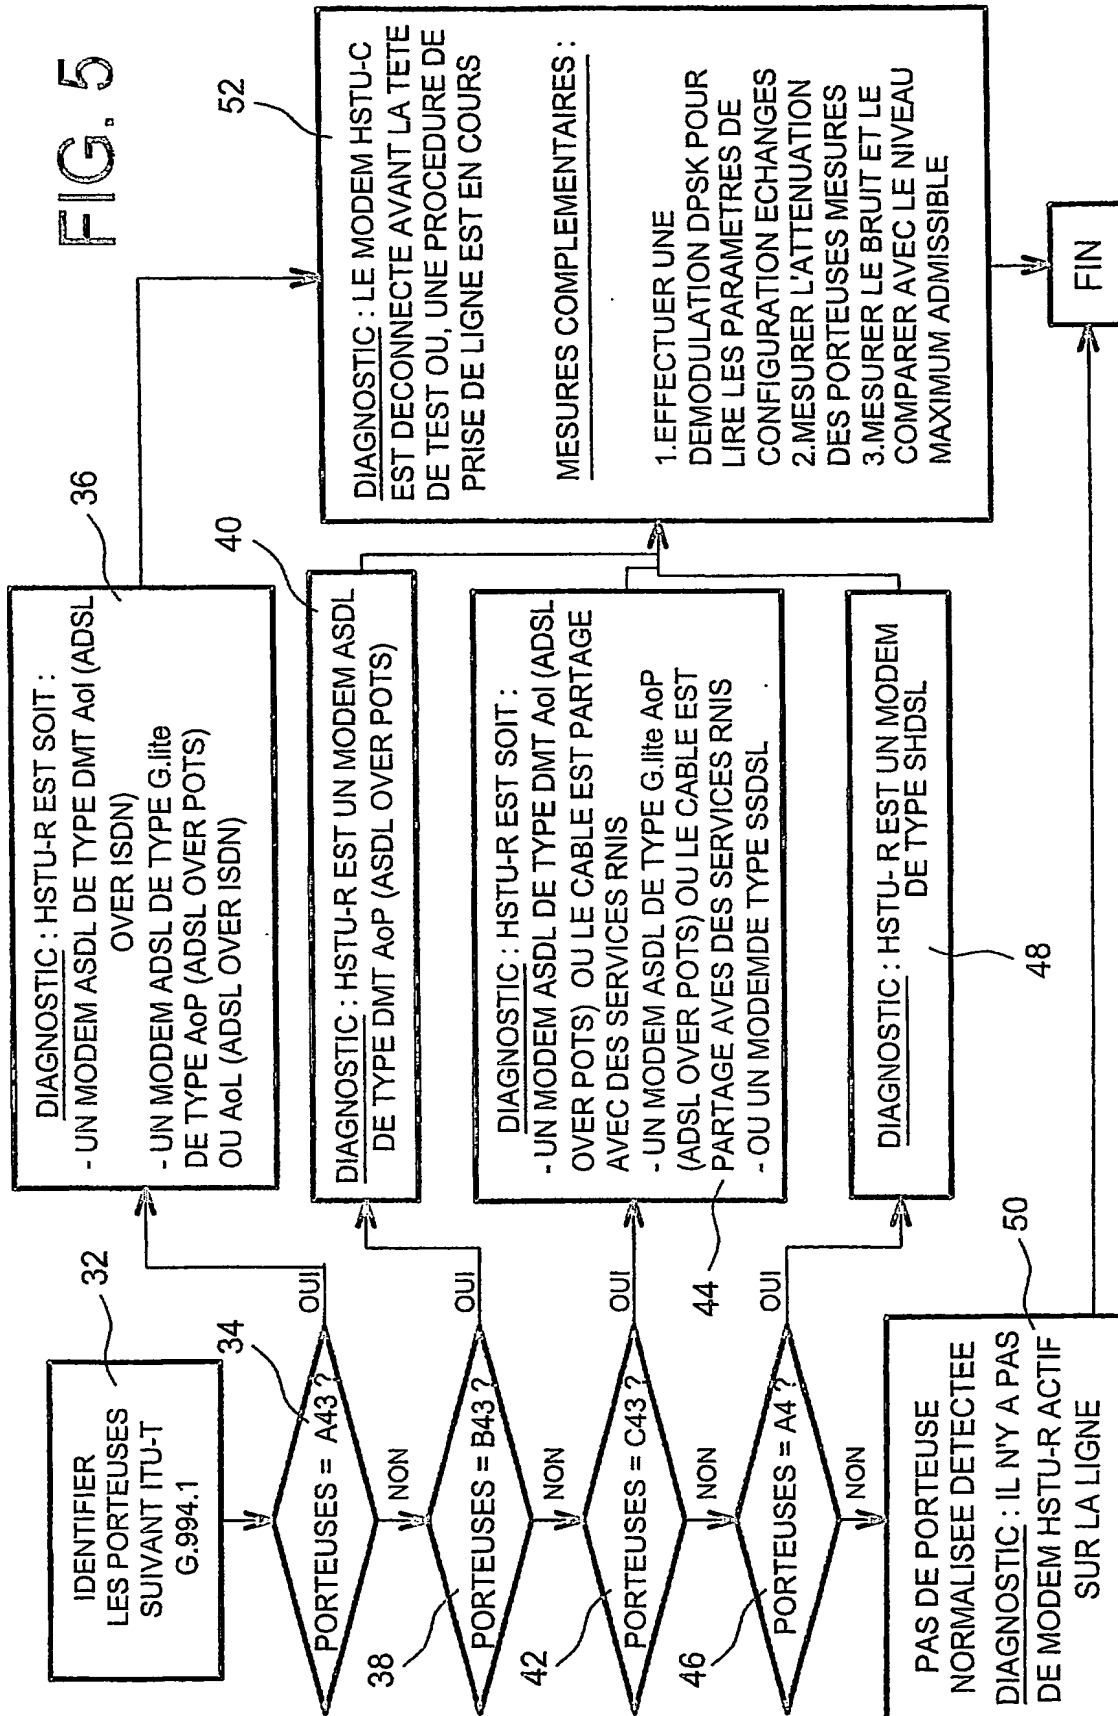 FIG. 5
32
IDENTIFIER
LES PORTEUSES
SUIVANT ITU-T
G.994.1
34
PORTEUSES = A43 ?
OUI
NON
36
DIAGNOSTIC : HSTU-R EST SOIT :
- UN MODEM ASDL DE TYPE DMT AoI (ADSL
OVER ISDN)
- UN MODEM ADSL DE TYPE G.lite
DE TYPE AoP (ADSL OVER POTS)
OU AoL (ADSL OVER ISDN)
38
PORTEUSES = B43 ?
OUI
NON
40
DIAGNOSTIC : HSTU-R EST UN MODEM ASDL
DE TYPE DMT AoP (ASDL OVER POTS)
42
PORTEUSES = C43 ?
OUI
NON
44
DIAGNOSTIC : HSTU-R EST SOIT :
- UN MODEM ASDL DE TYPE DMT AoI (ADSL
OVER POTS) OU LE CABLE EST PARTAGE
AVEC DES SERVICES RNIS
- UN MODEM ASDL DE TYPE G.lite AoP
(ADSL OVER POTS) OU LE CABLE EST
PARTAGE AVES DES SERVICES RNIS
- OU UN MODEMDE TYPE SSDSL
46
PORTEUSES = A4 ?
OUI
NON
48
DIAGNOSTIC : HSTU- R EST UN MODEM
DE TYPE SHDSL
50
PAS DE PORTEUSE
NORMALISEE DETECTEE
DIAGNOSTIC : IL N'Y A PAS
DE MODEM HSTU-R ACTIF
SUR LA LIGNE
52
DIAGNOSTIC : LE MODEM HSTU-C
EST DECONNECTE AVANT LA TETE
DE TEST OU, UNE PROCEDURE DE
PRISE DE LIGNE EST EN COURS
MESURES COMPLEMENTAIRES :
1.EFFECTUER UNE
DEMODULATION DPSK POUR
LIRE LES PARAMETRES DE
CONFIGURATION ECHANGES
2.MESURER L'ATTENUATION
DES PORTEUSES MESURES
3.MESURER LE BRUIT ET LE
COMPARER AVEC LE NIVEAU
MAXIMUM ADMISSIBLE
FIN